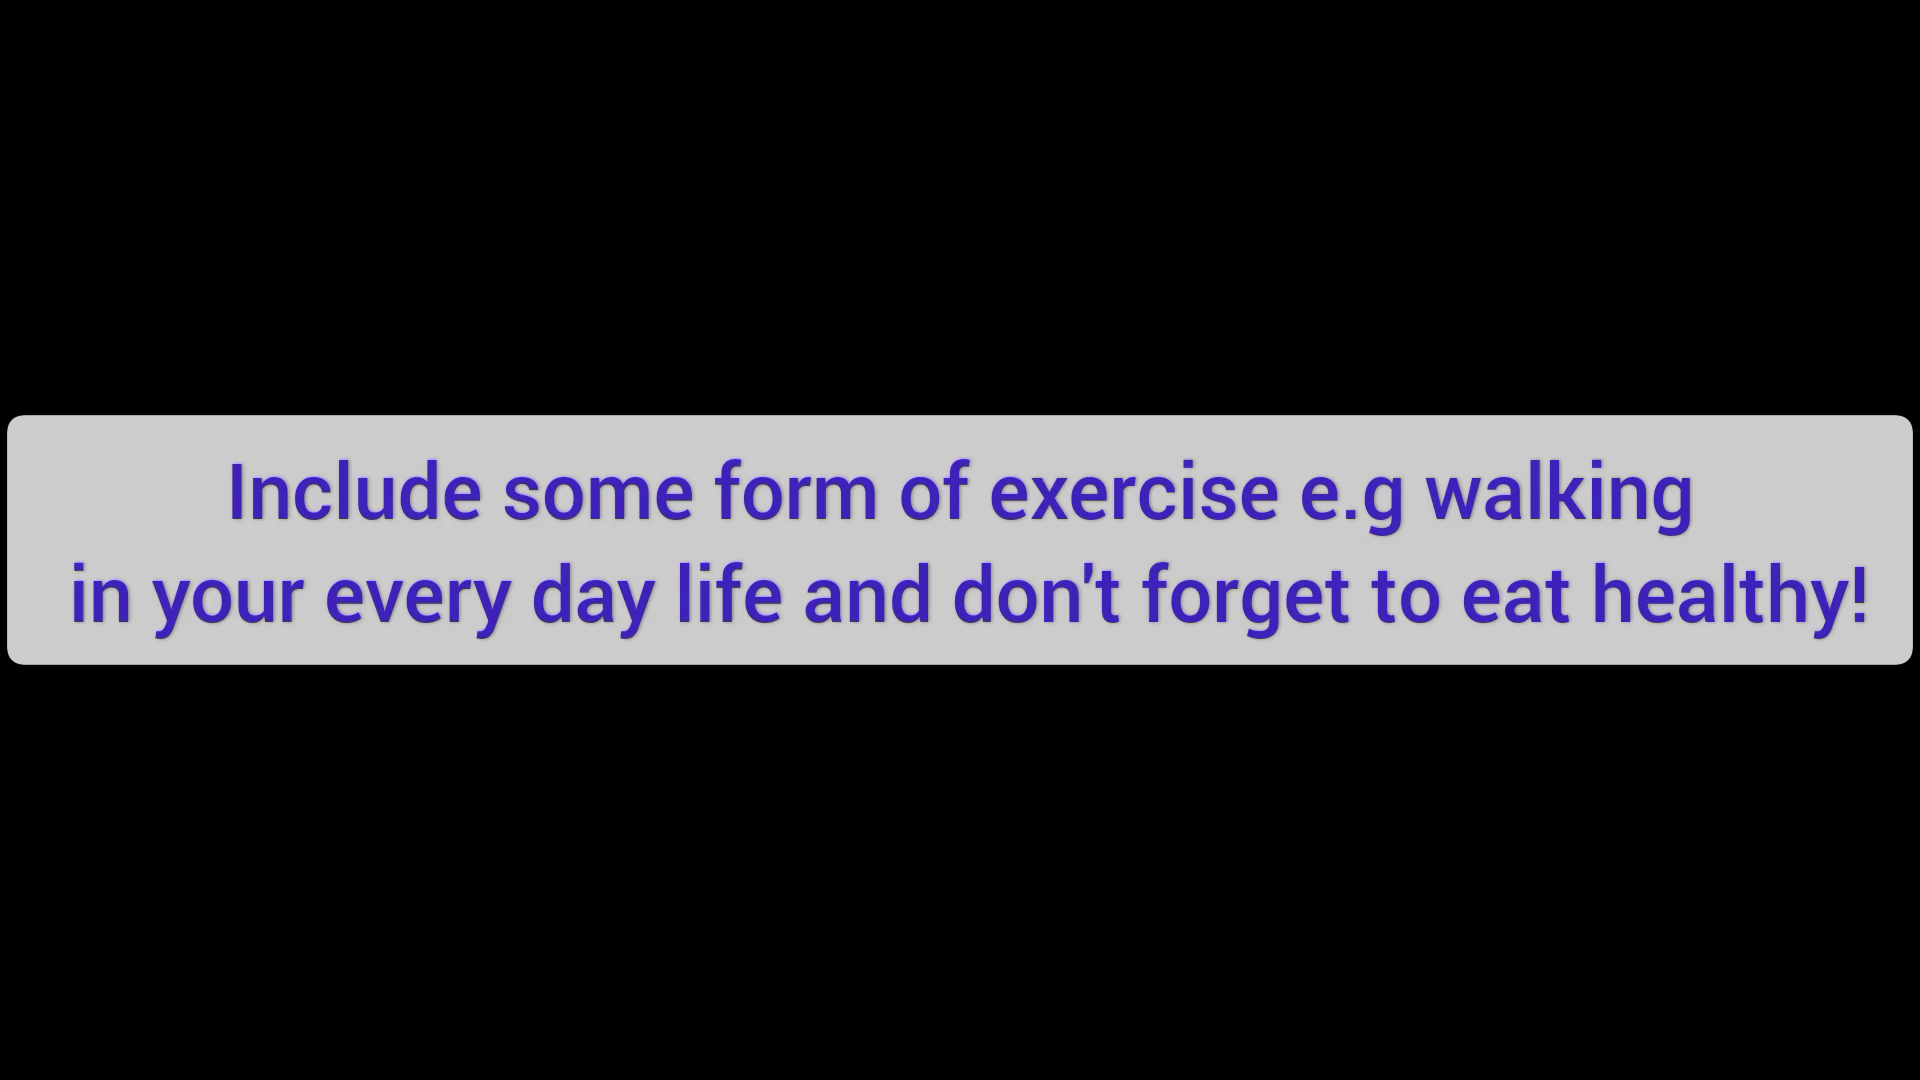 Include some form of exercise e.g walking
in your every day life and don't forget to eat healthy!